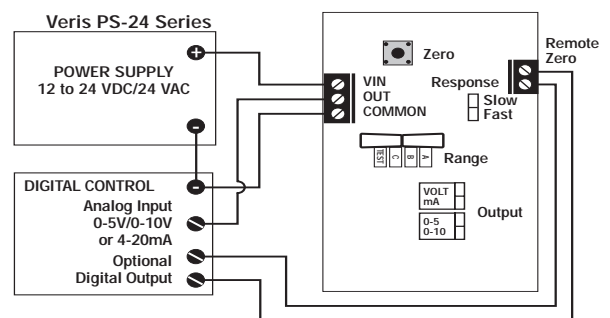 Veris PS-24 Series
+
POWER SUPPLY
12 to 24 VDC/24 VAC
-
DIGITAL CONTROL
-
Analog Input
0-5V/0-10V
or 4-20mA
Optional
Digital Output
Zero
Remote
Zero
VIN
OUT
COMMON
Response
Slow
Fast
TEST
C
B
A
Range
VOLT
mA
0-5
0-10
Output